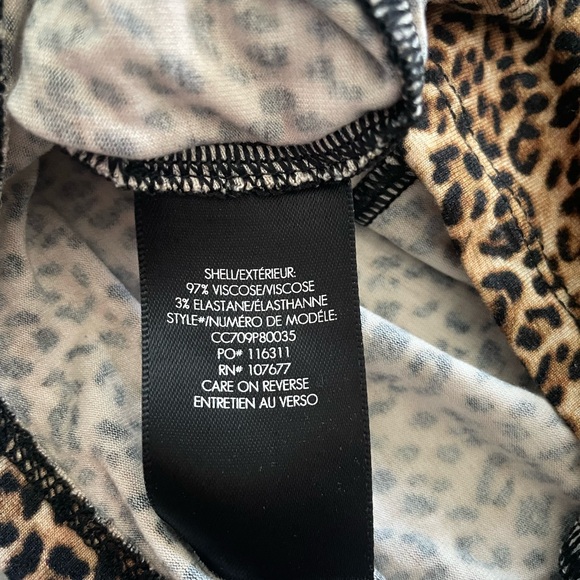 SHELL/EXTÉRIEUR:
97% VISCOSE/VISCOSE
3% ELASTANE/ÉLASTHANNE
STYLE#/NUMÉRO DE MODÈLE:
CC709P80035
PO# 116311
RN# 107677
CARE ON REVERSE
ENTRETIEN AU VERSO